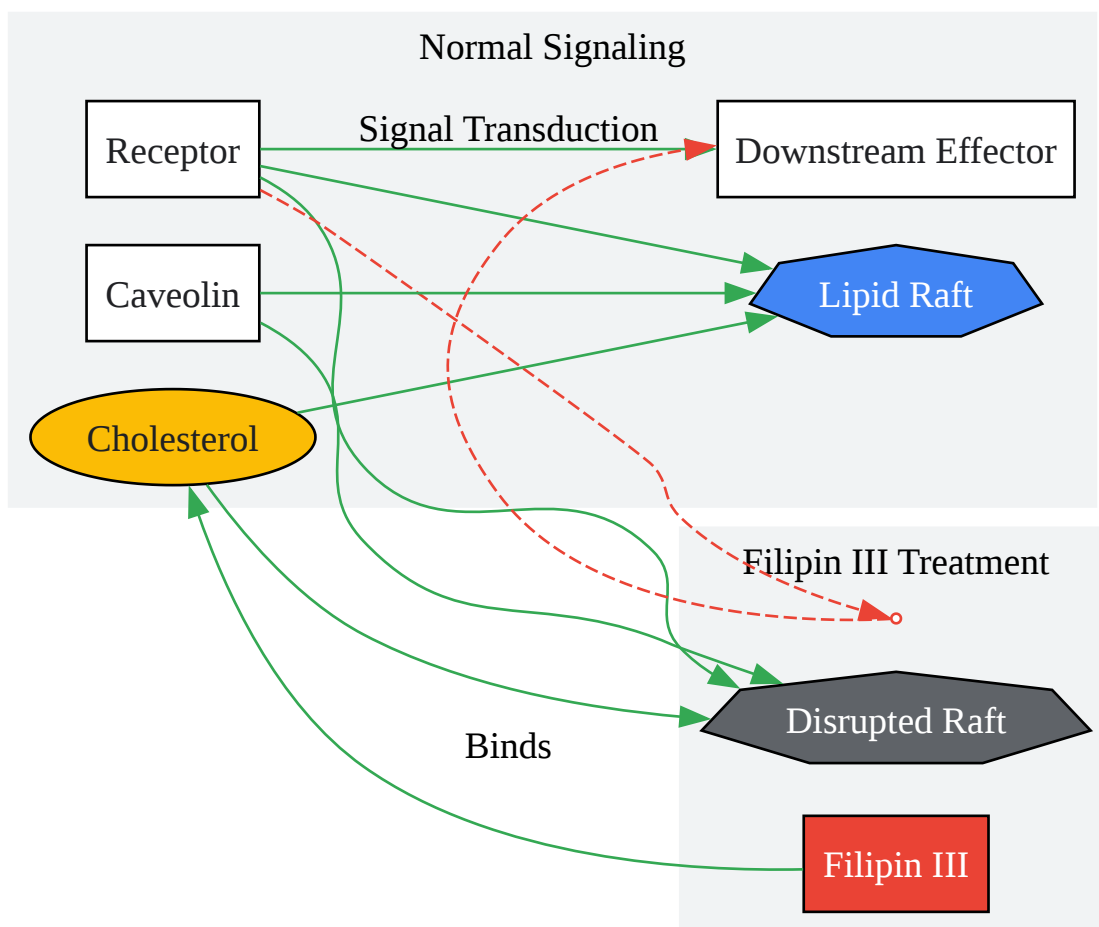 Normal Signaling
Receptor
Signal Transduction
Downstream Effector
Caveolin
Lipid Raft
Cholesterol
Filipin III Treatment
Disrupted Raft
Binds
Filipin III